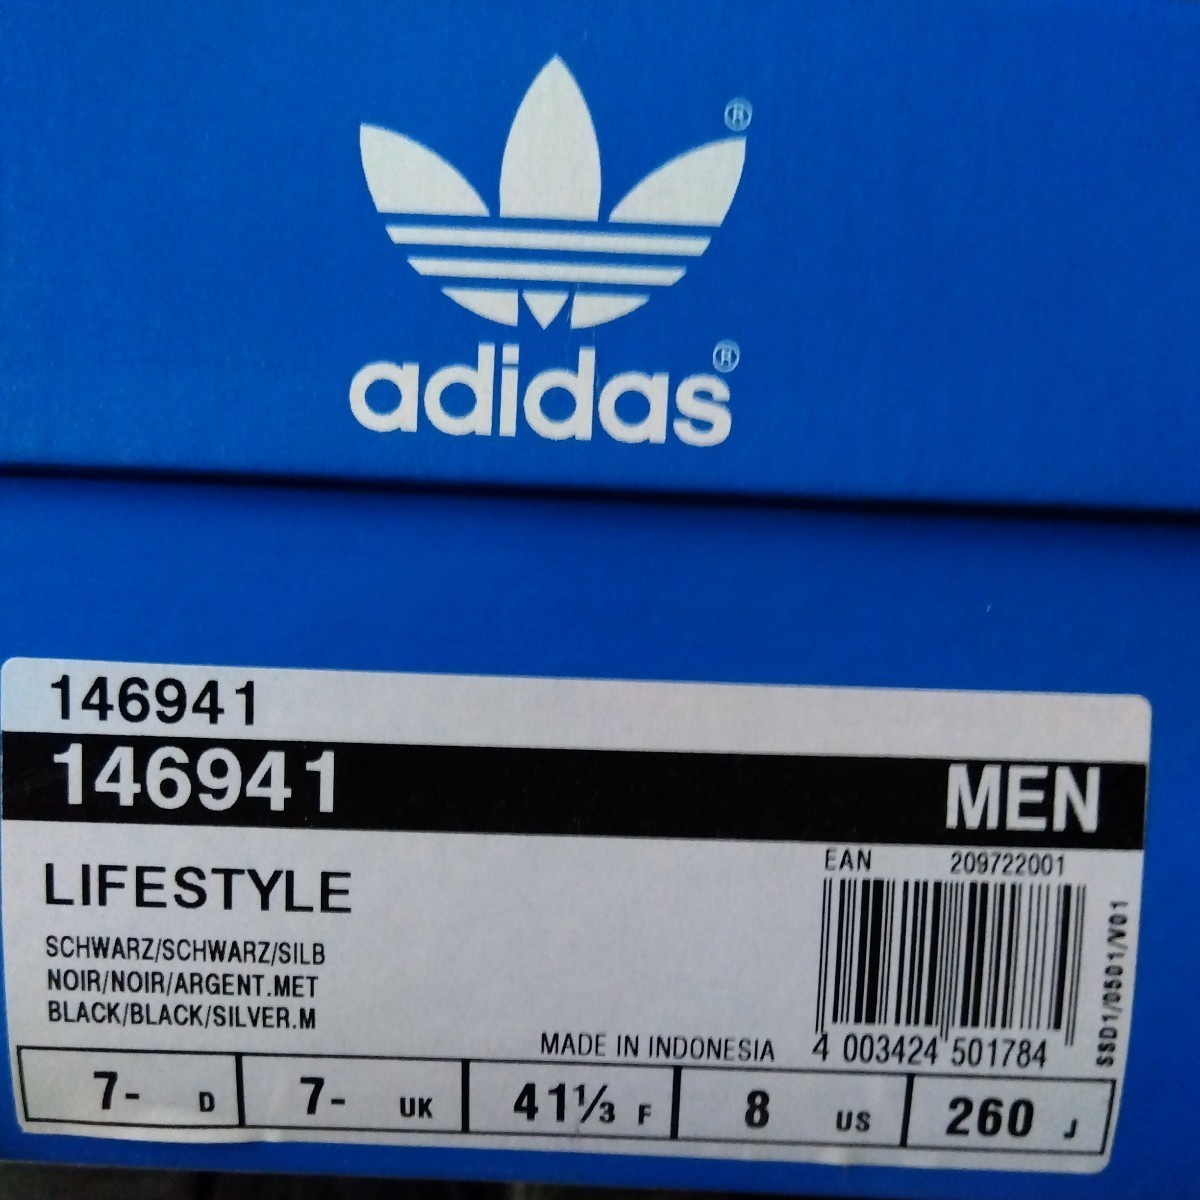 ®
adidas®
146941
146941 MEN
EAN 209722001
LIFESTYLE
SCHWARZ/SCHWARZ/SILB
NOIR/NOIR/ARGENT.MET
BLACK/BLACK/SILVER.M
MADE IN INDONESIA 4 003424 501784
SSD1/0501/V01
7- D 7- UK 41⅓ F 8 US 260 J